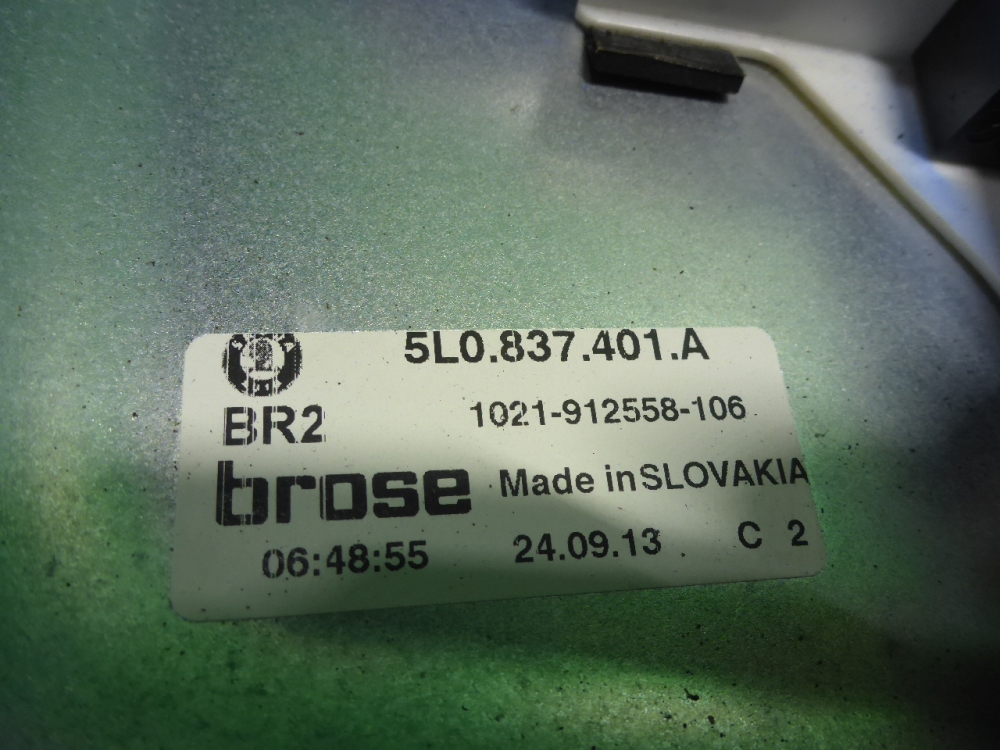 5L0.837.401.A
BR2
1021-912558-106
brose
Made in SLOVAKIA
06:48:55
24.09.13
C 2